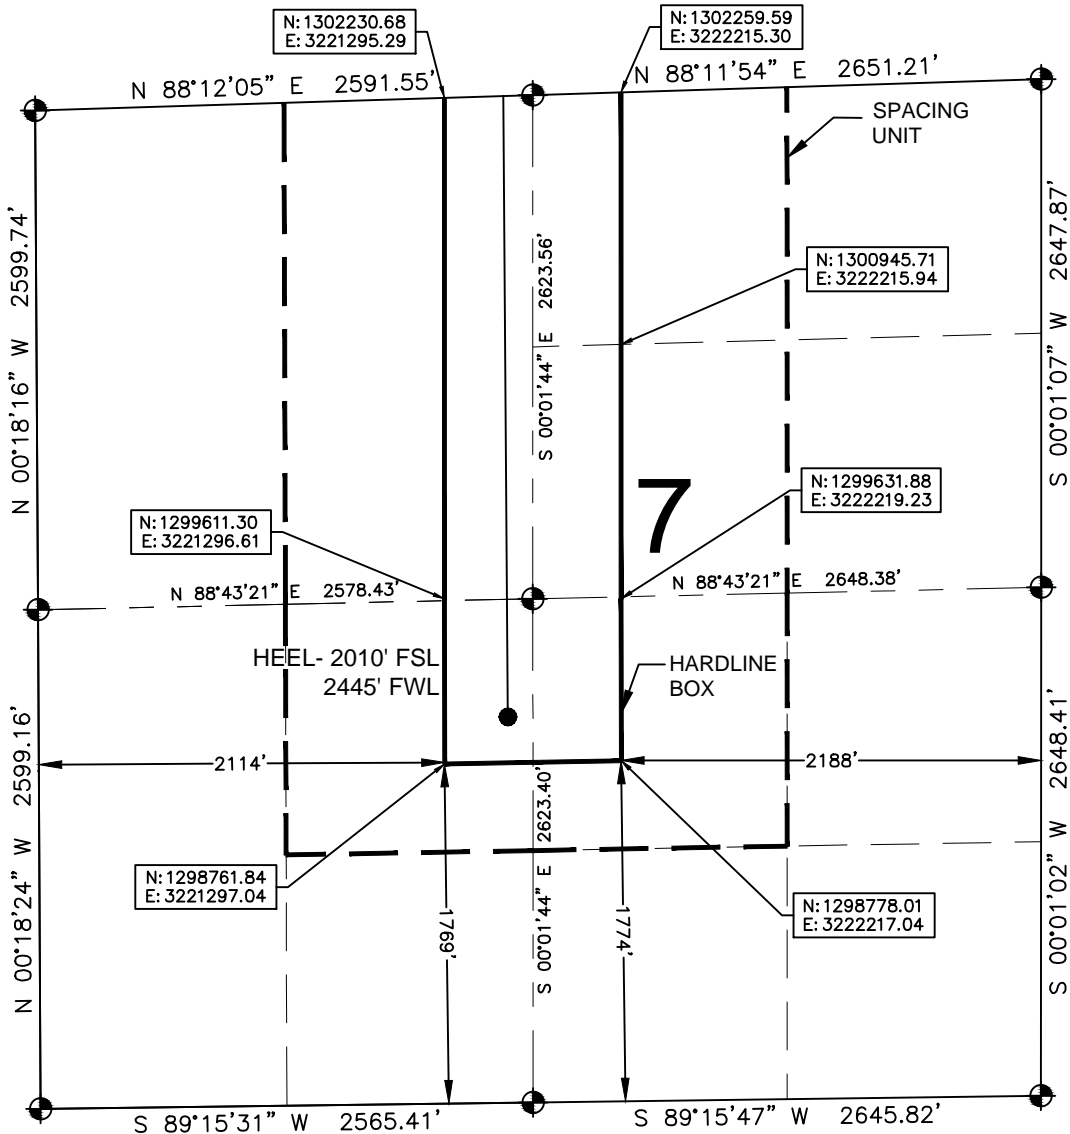 N:1302230.68
E:3221295.29
N:1302259.59
E:3222215.30
N 88°12'05" E 2591.55'
N 88°11'54" E 2651.21'
SPACING
UNIT
N 00°18'16" W 2599.74'
S 00°01'44" E 2623.56'
S 00°01'07" W 2647.87'
N:1300945.71
E:3222215.94
7
N:1299631.88
E:3222219.23
N:1299611.30
E:3221296.61
N 88°43'21" E 2578.43'
N 88°43'21" E 2648.38'
HEEL- 2010' FSL
2445' FWL
HARDLINE
BOX
2114'
2188'
N 00°18'24" W 2599.16'
S 00°01'44" E 2623.40'
S 00°01'02" W 2648.41'
N:1298761.84
E:3221297.04
1769'
1774'
N:1298778.01
E:3222217.04
S 89°15'31" W 2565.41'
S 89°15'47" W 2645.82'